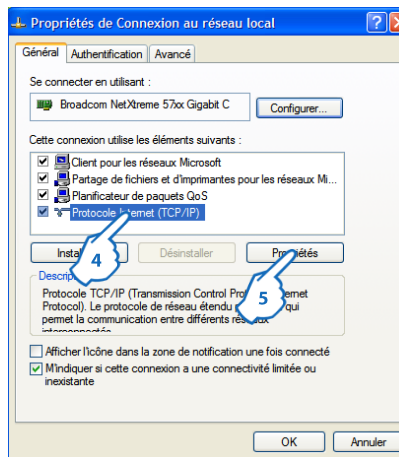 Propriétés de Connexion au réseau local
Général Authentification Avancé
Se connecter en utilisant :
Broadcom NetXtreme 57xx Gigabit C Configurer...
Cette connexion utilise les éléments suivants :
Client pour les réseaux Microsoft
Partage de fichiers et d'imprimantes pour les réseaux Mi...
Planificateur de paquets QoS
Protocole Internet (TCP/IP)
4
Désinstaller
5
Protocole TCP/IP (Transmission Control
Protocol). Le protocole de réseau étendu qui
permet la communication entre différents
Afficher l'icône dans la zone de notification une fois connecté
M'indiquer si cette connexion a une connectivité limitée ou
inexistante
OK Annuler